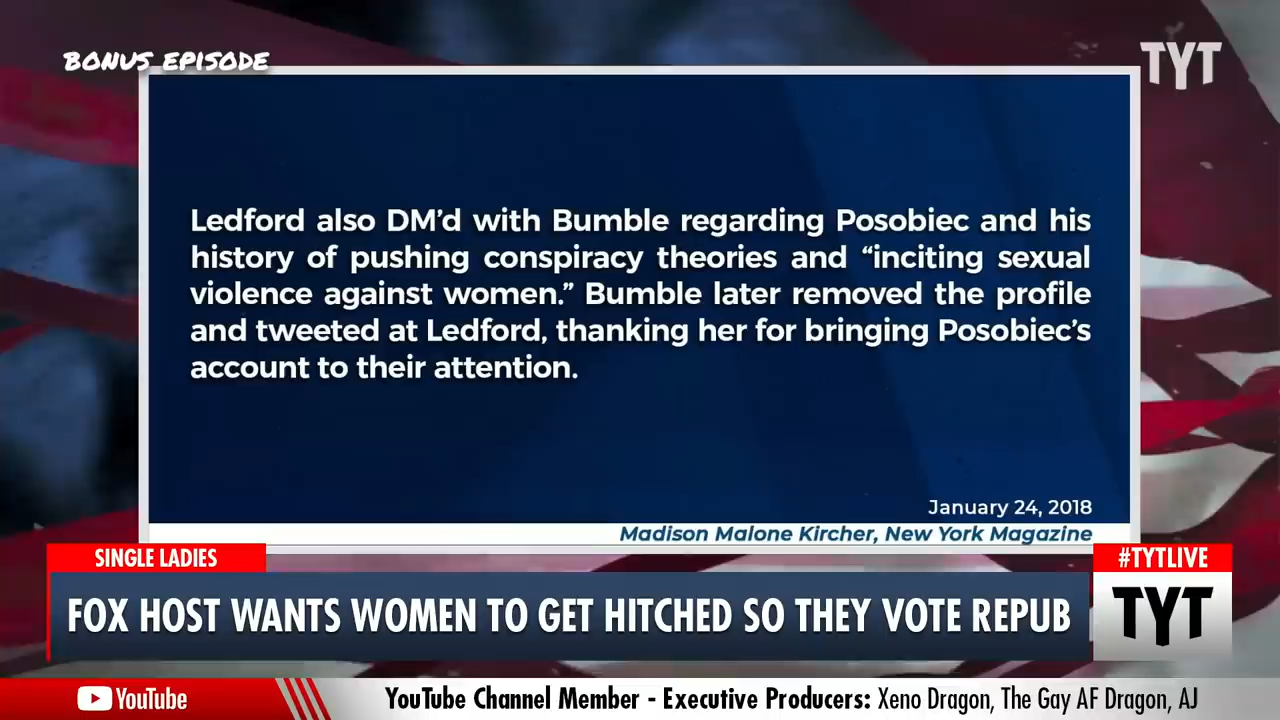 BONUS EPISODE
TYT
Ledford also DM’d with Bumble regarding Posobiec and his
history of pushing conspiracy theories and “inciting sexual
violence against women.” Bumble later removed the profile
and tweeted at Ledford, thanking her for bringing Posobiec’s
account to their attention.
January 24, 2018
Madison Malone Kircher, New York Magazine
SINGLE LADIES
#TYTLIVE
FOX HOST WANTS WOMEN TO GET HITCHED SO THEY VOTE REPUB
TYT
YouTube
YouTube Channel Member - Executive Producers: Xeno Dragon, The Gay AF Dragon, AJ